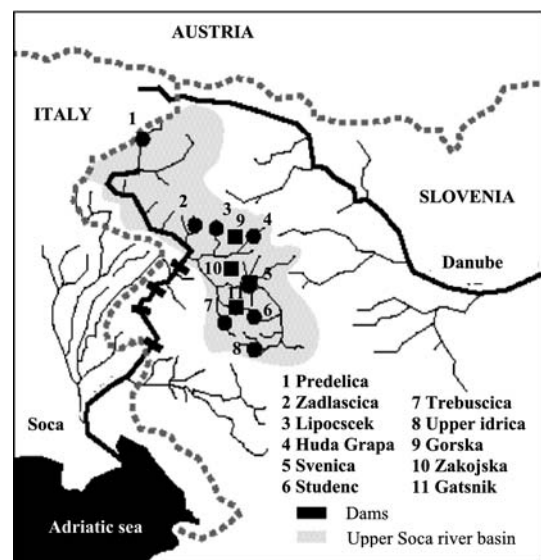 AUSTRIA
ITALY
1
2
3
9
4
SLOVENIA
10
Danube
5
11
7
6
8
1 Predelica
2 Zadlascica
3 Lipocscek
4 Huda Grapa
5 Svenica
6 Studenc
7 Trebuscica
8 Upper idrica
9 Gorska
10 Zakojska
11 Gatsnik
Soca
Dams
Upper Soca river basin
Adriatic sea